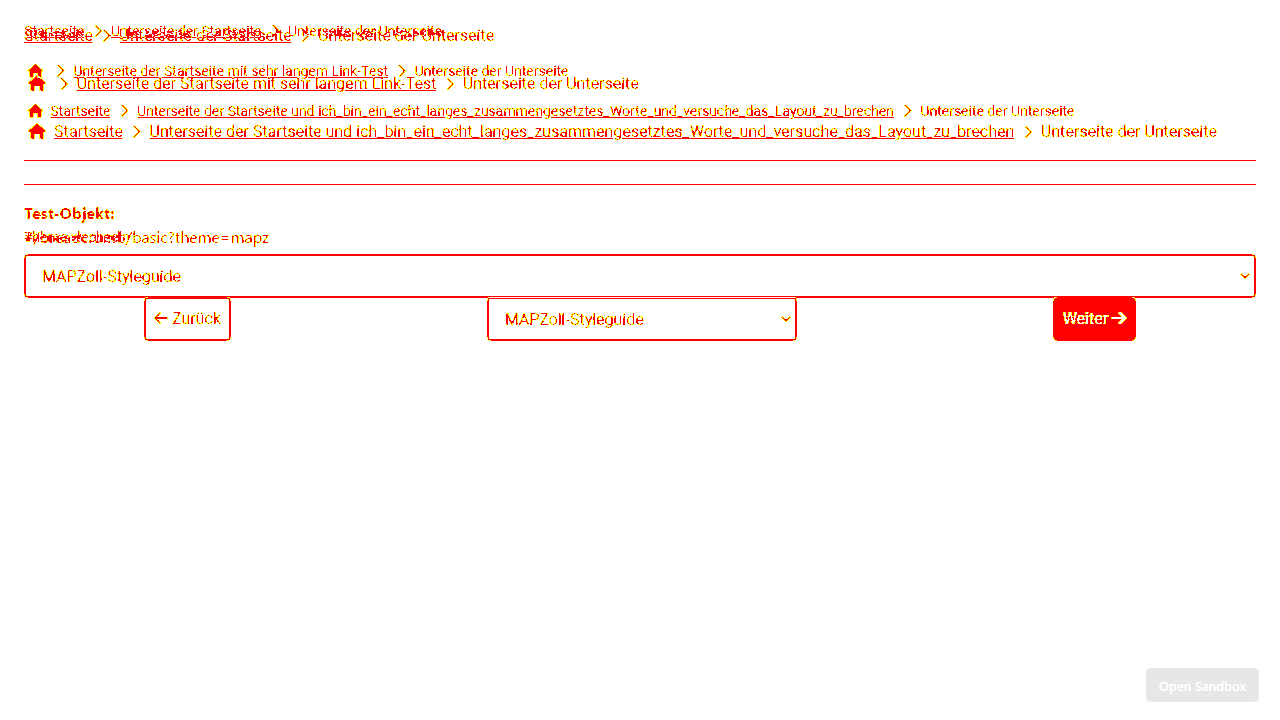 Startseite Unterseite der Startseite Unterseite der Unterseite
Startseite Unterseite der Startseite Unterseite der Unterseite
Unterseite der Startseite mit sehr langem Link-Test Unterseite der Unterseite
Unterseite der Startseite mit sehr langem Link-Test Unterseite der Unterseite
Startseite Unterseite der Startseite und ich_bin_ein_echt_langes_zusammengesetztes_Worte_und_versuche_das_Layout_zu_brechen Unterseite der Unterseite
Startseite Unterseite der Startseite und ich_bin_ein_echt_langes_zusammengesetztes_Worte_und_versuche_das_Layout_zu_brechen Unterseite der Unterseite
Test-Objekt:
#/breadcrumb/basic?theme=mapz
MAPZoll-Styleguide
← Zurück MAPZoll-Styleguide Weiter →
Open Sandbox